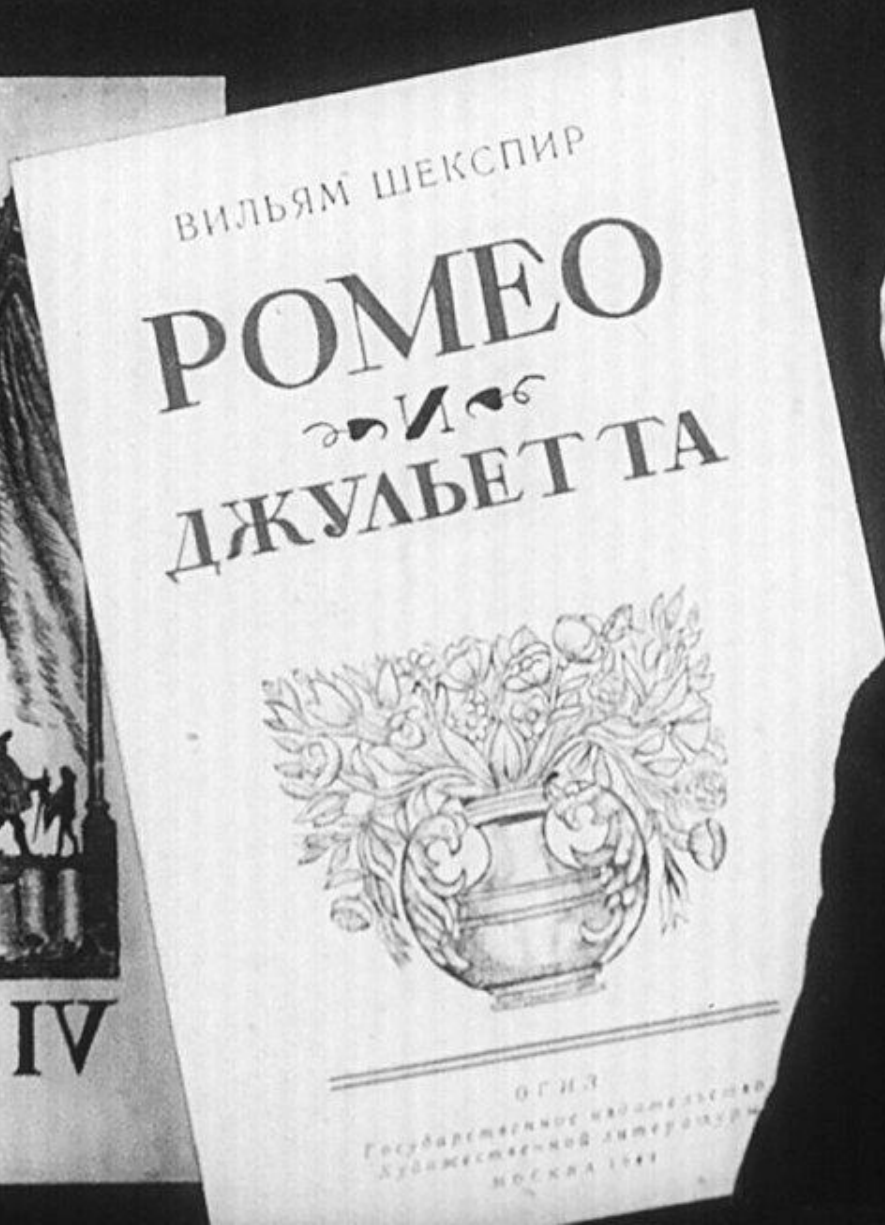 ВИЛЬЯМ ШЕКСПИР
РОМЕО
И
ДЖУЛЬЕТТА
ОГИЗ
Государственное издательство
Художественной литературы
МОСКВА
IV